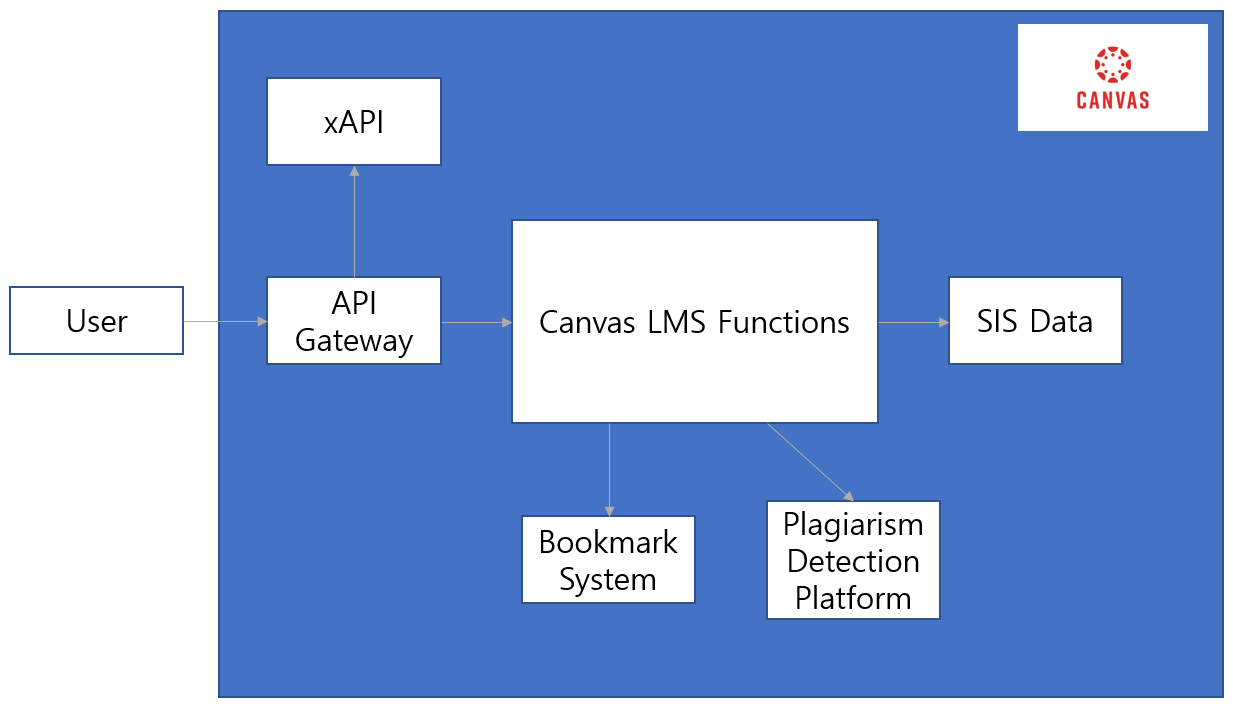 CANVAS
xAPI
User
API
Gateway
Canvas LMS Functions
SIS Data
Bookmark
System
Plagiarism
Detection
Platform